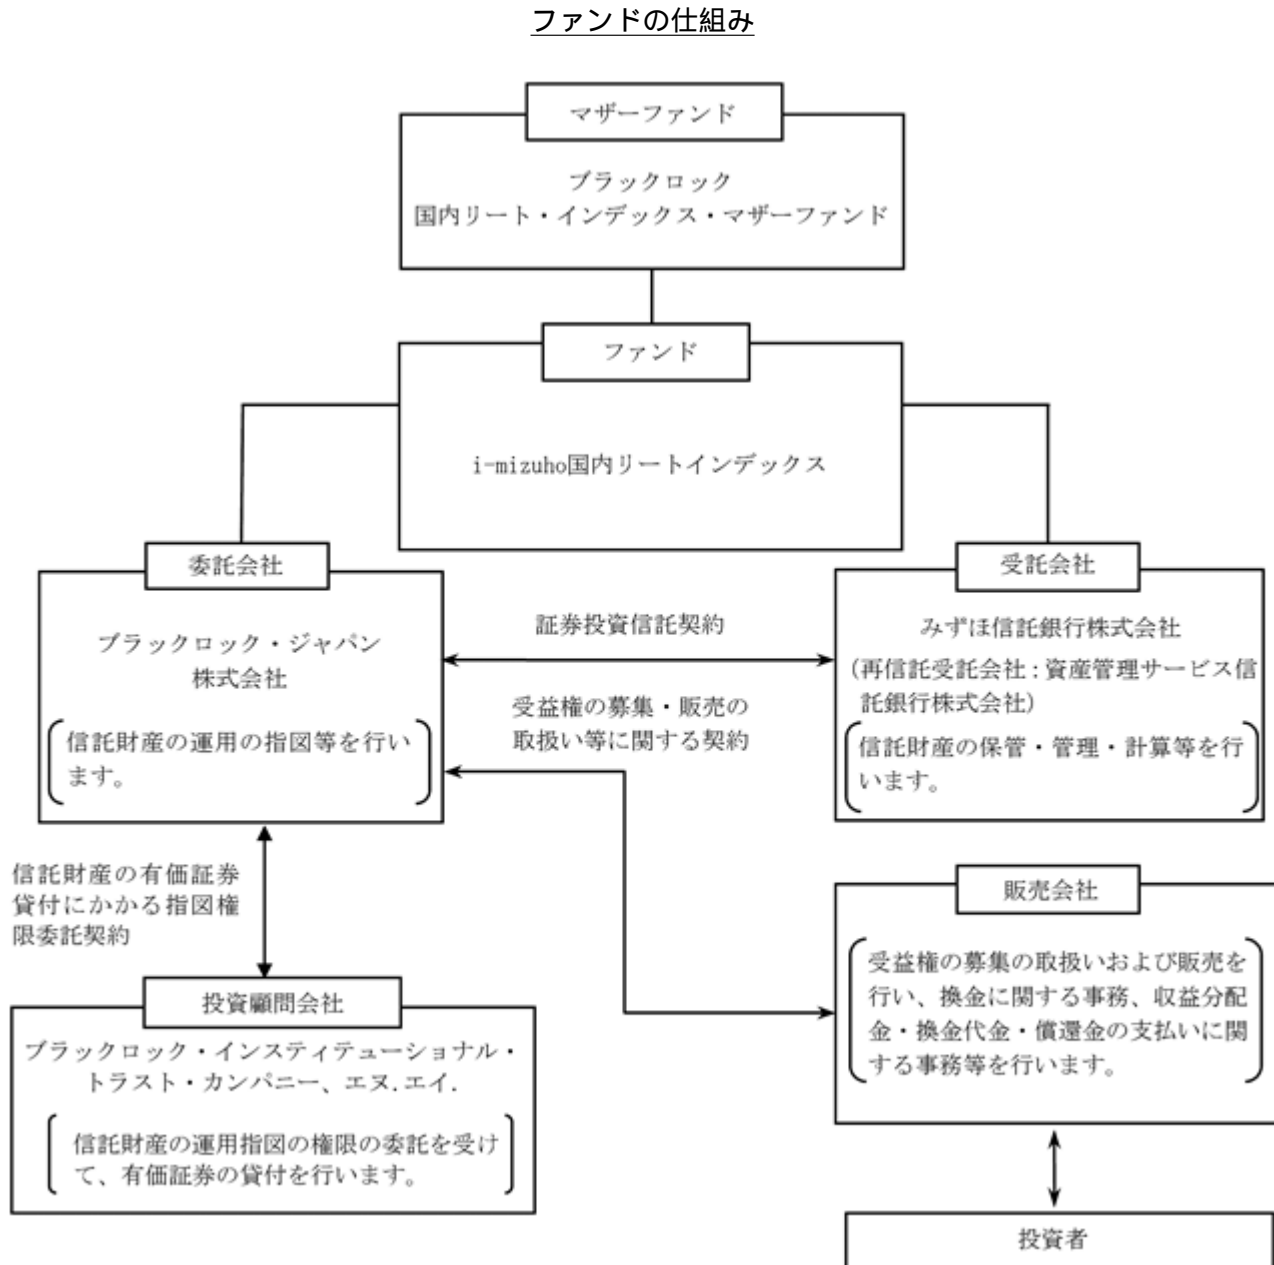 ファンドの仕組み
マザーファンド
ブラックロック
国内リート・インデックス・マザーファンド
ファンド
i-mizuho国内リートインデックス
委託会社
ブラックロック・ジャパン
株式会社
信託財産の運用の指図等を行い
ます。
証券投資信託契約
受益権の募集・販売の
取扱い等に関する契約
受託会社
みずほ信託銀行株式会社
(再信託受託会社:資産管理サービス信
託銀行株式会社)
信託財産の保管・管理・計算等を行
います。
信託財産の有価証券
貸付にかかる指図権
限委託契約
投資顧問会社
ブラックロック・インスティテューショナル・
トラスト・カンパニー、エヌ.エイ.
信託財産の運用指図の権限の委託を受け
て、有価証券の貸付を行います。
販売会社
受益権の募集の取扱いおよび販売を
行い、換金に関する事務、収益分配
金・換金代金・償還金の支払いに関
する事務等を行います。
投資者